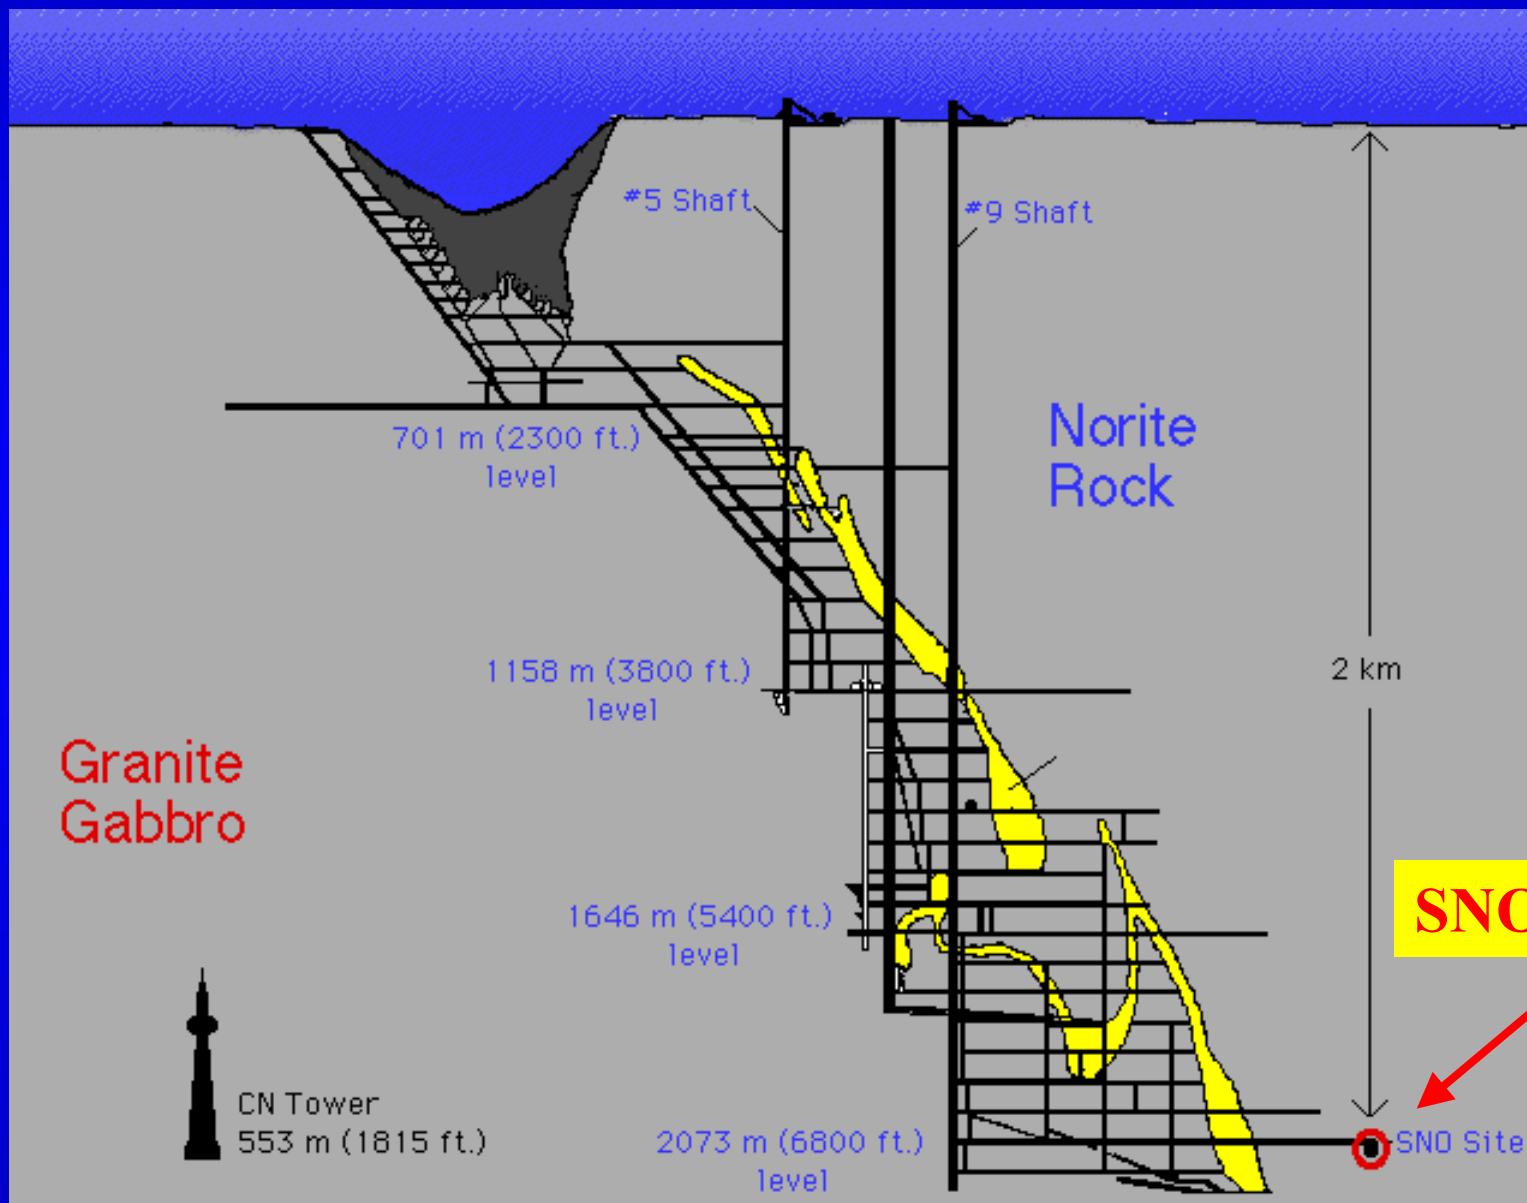 #5 Shaft
#9 Shaft
701 m (2300 ft.)
level
Norite
Rock
1158 m (3800 ft.)
level
2 km
Granite
Gabbro
1646 m (5400 ft.)
level
SNO
CN Tower
553 m (1815 ft.)
2073 m (6800 ft.)
level
SNO Site